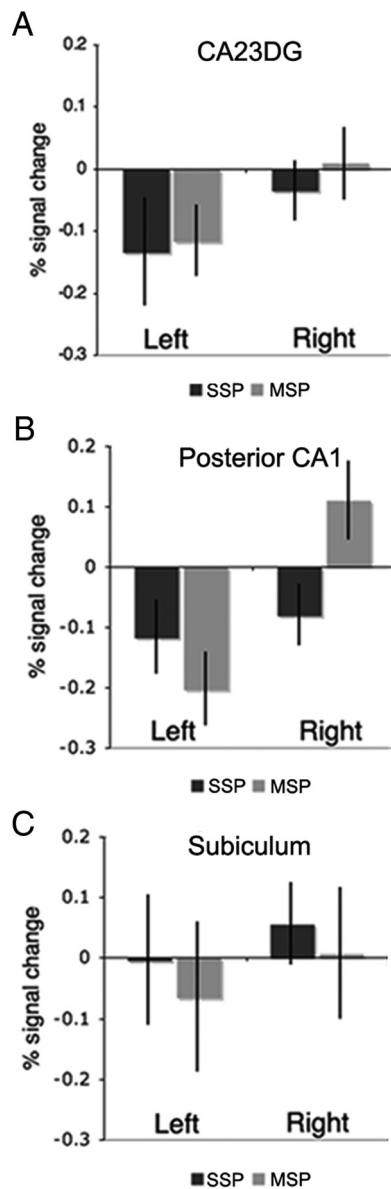 A
CA23DG
% signal change
0.2
0.1
0
-0.1
-0.2
-0.3
Left Right
SSP MSP
B
Posterior CA1
% signal change
0.2
0.1
0
-0.1
-0.2
-0.3
Left Right
SSP MSP
C
Subiculum
% signal change
0.2
0.1
0
-0.1
-0.2
-0.3
Left Right
SSP MSP